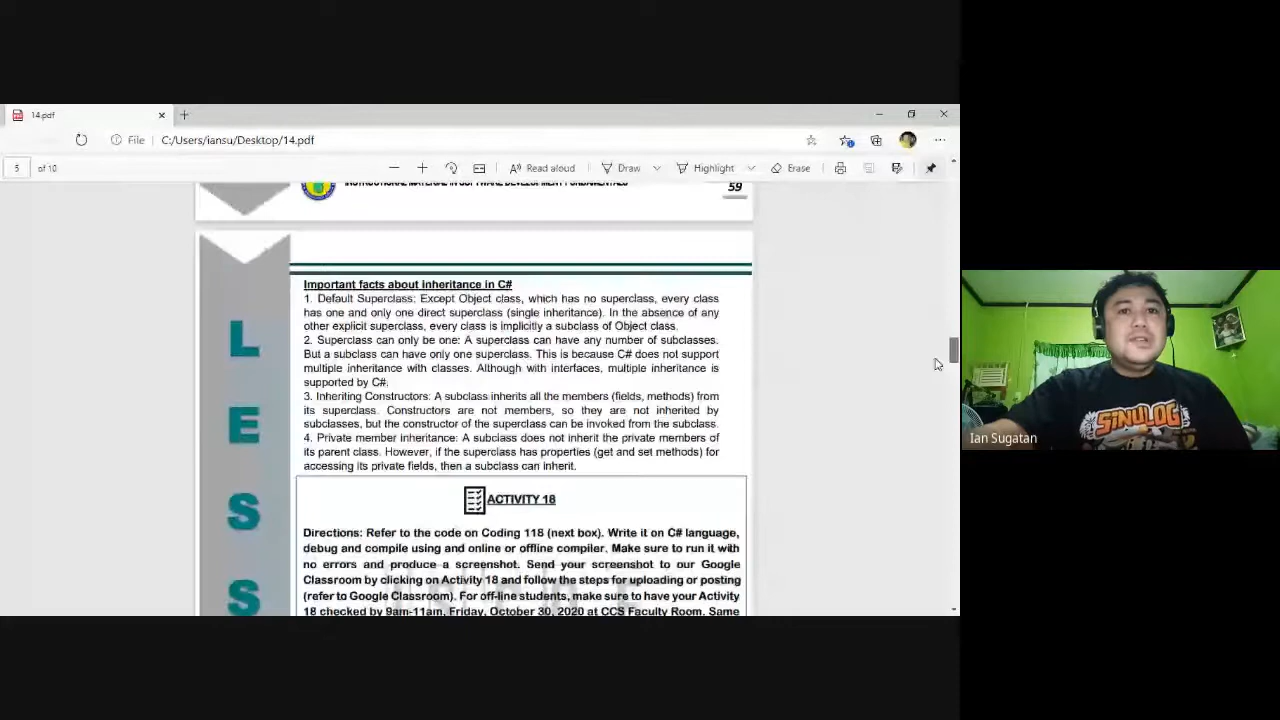 14.pdf
File C:/Users/iansu/Desktop/14.pdf
5 of 10
Read aloud
Draw
Highlight
Erase
INSTRUCTIONAL MATERIAL IN SOFTWARE DEVELOPMENT FUNDAMENTALS
59
Important facts about inheritance in C#
1. Default Superclass: Except Object class, which has no superclass, every class
has one and only one direct superclass (single inheritance). In the absence of any
other explicit superclass, every class is implicitly a subclass of Object class.
2. Superclass can only be one: A superclass can have any number of subclasses.
But a subclass can have only one superclass. This is because C# does not support
multiple inheritance with classes. Although with interfaces, multiple inheritance is
supported by C#.
3. Inheriting Constructors: A subclass inherits all the members (fields, methods) from
its superclass. Constructors are not members, so they are not inherited by
subclasses, but the constructor of the superclass can be invoked from the subclass.
4. Private member inheritance: A subclass does not inherit the private members of
its parent class. However, if the superclass has properties (get and set methods) for
accessing its private fields, then a subclass can inherit.
ACTIVITY 18
Directions: Refer to the code on Coding 118 (next box). Write it on C# language,
debug and compile using and online or offline compiler. Make sure to run it with
no errors and produce a screenshot. Send your screenshot to our Google
Classroom by clicking on Activity 18 and follow the steps for uploading or posting
(refer to Google Classroom). For off-line students, make sure to have your Activity
18 checked by 9am-11am, Friday, October 30, 2020 at CCS Faculty Room. Same
L
E
S
S
SINULOG
Ian Sugatan